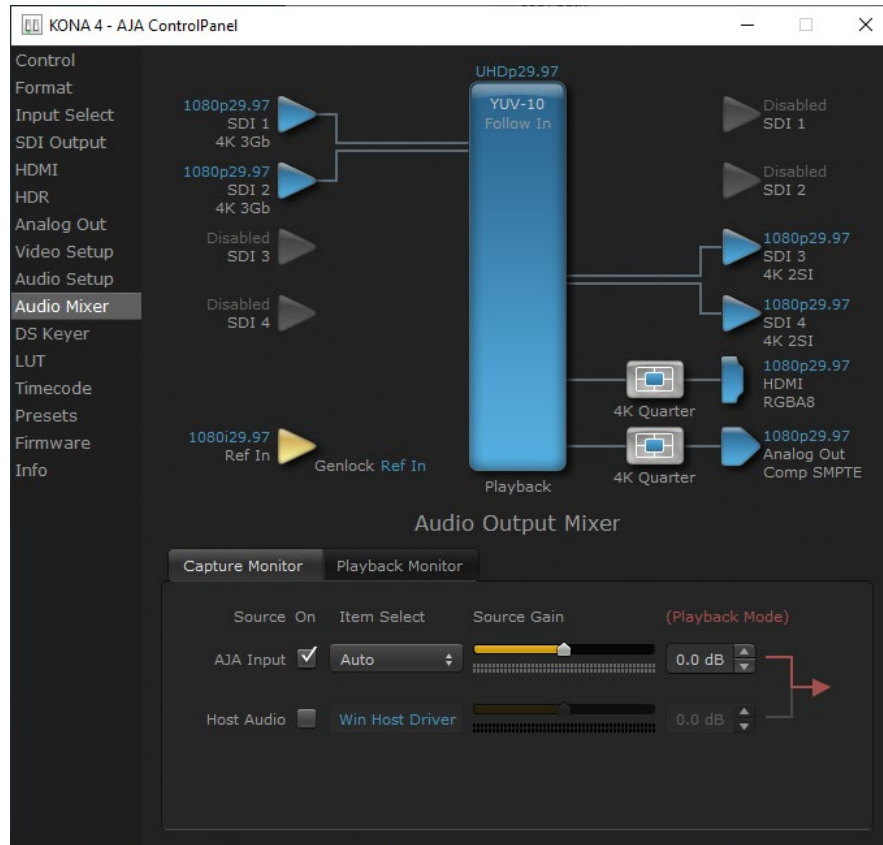 KONA 4 - AJA ControlPanel
Control
Format
Input Select
SDI Output
HDMI
HDR
Analog Out
Video Setup
Audio Setup
Audio Mixer
DS Keyer
LUT
Timecode
Presets
Firmware
Info
1080p29.97
SDI 1
4K 3Gb
1080p29.97
SDI 2
4K 3Gb
Disabled
SDI 3
Disabled
SDI 4
1080i29.97
Ref In
Genlock Ref In
UHDp29.97
YUV-10
Follow In
Playback
Disabled
SDI 1
Disabled
SDI 2
1080p29.97
SDI 3
4K 2SI
1080p29.97
SDI 4
4K 2SI
4K Quarter
1080p29.97
HDMI
RGBA8
4K Quarter
1080p29.97
Analog Out
Comp SMPTE
Audio Output Mixer
Capture Monitor Playback Monitor
Source On Item Select Source Gain (Playback Mode)
AJA Input Auto 0.0 dB
Host Audio Win Host Driver 0.0 dB